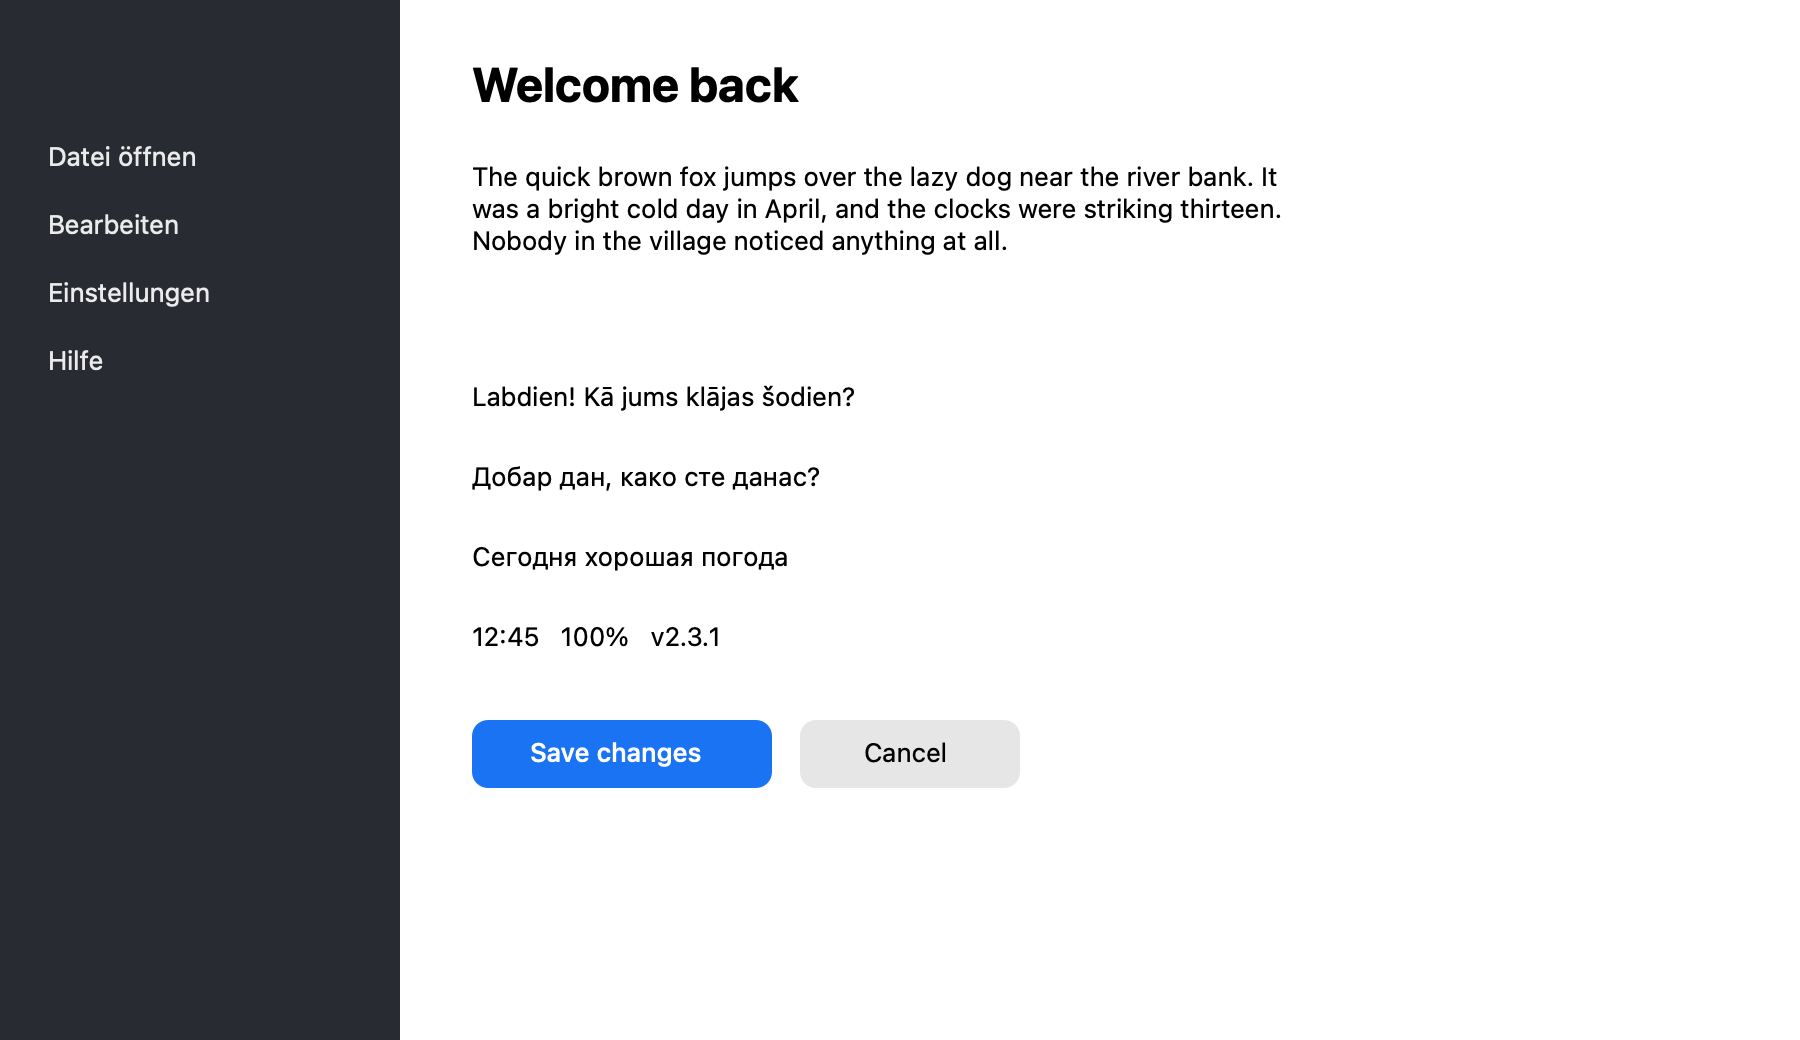 Datei öffnen
Bearbeiten
Einstellungen
Hilfe
Welcome back
The quick brown fox jumps over the lazy dog near the river bank. It
was a bright cold day in April, and the clocks were striking thirteen.
Nobody in the village noticed anything at all.
Labdien! Kā jums klājas šodien?
Добар дан, како сте данас?
Сегодня хорошая погода
12:45   100%   v2.3.1
Save changes
Cancel